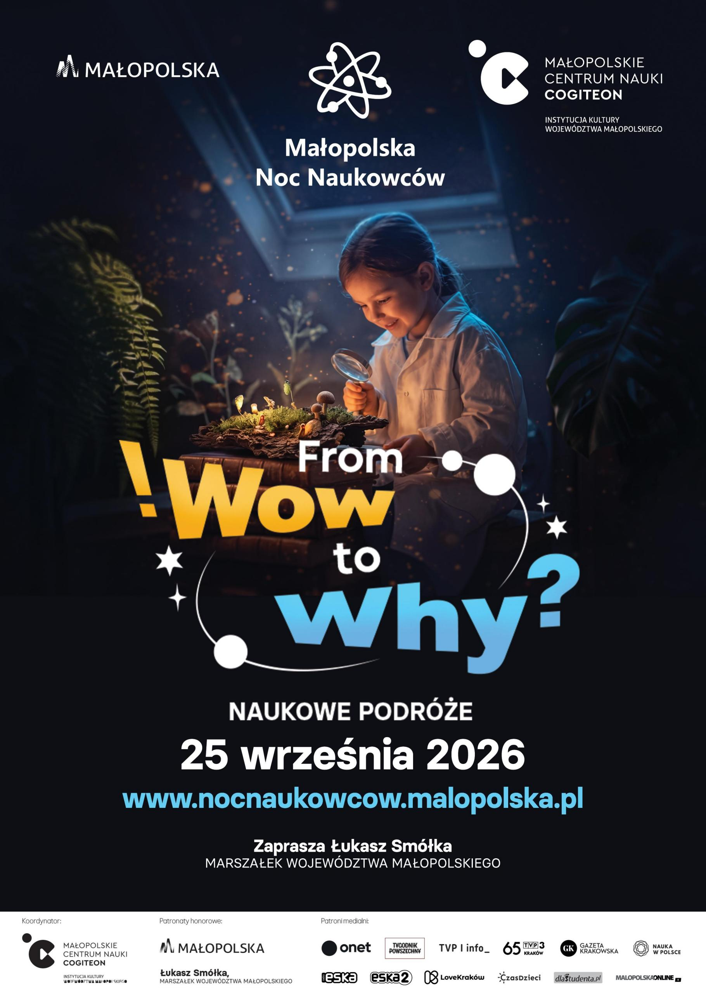 MAŁOPOLSKA
MAŁOPOLSKIE
CENTRUM NAUKI
COGITEON
INSTYTUCJA KULTURY
WOJEWÓDZTWA MAŁOPOLSKIEGO
Małopolska
Noc Naukowców
From
!Wow
to
why?
NAUKOWE PODRÓŻE
25 września 2026
www.nocnaukowcow.malopolska.pl
Zaprasza Łukasz Smółka
MARSZAŁEK WOJEWÓDZTWA MAŁOPOLSKIEGO
Koordynator:
MAŁOPOLSKIE
CENTRUM NAUKI
COGITEON
INSTYTUCJA KULTURY
WOJEWÓDZTWA MAŁOPOLSKIEGO
Patronaty honorowe:
MAŁOPOLSKA
Łukasz Smółka,
MARSZAŁEK WOJEWÓDZTWA MAŁOPOLSKIEGO
Patroni medialni:
onet
TYGODNIK
POWSZECHNY
TVP info_
65 TVP3
KRAKÓW
GK GAZETA
KRAKOWSKA
NAUKA
W POLSCE
eska
eska2
LoveKraków
CzasDzieci
dlaStudenta.pl
MALOPOLSKAONLINE